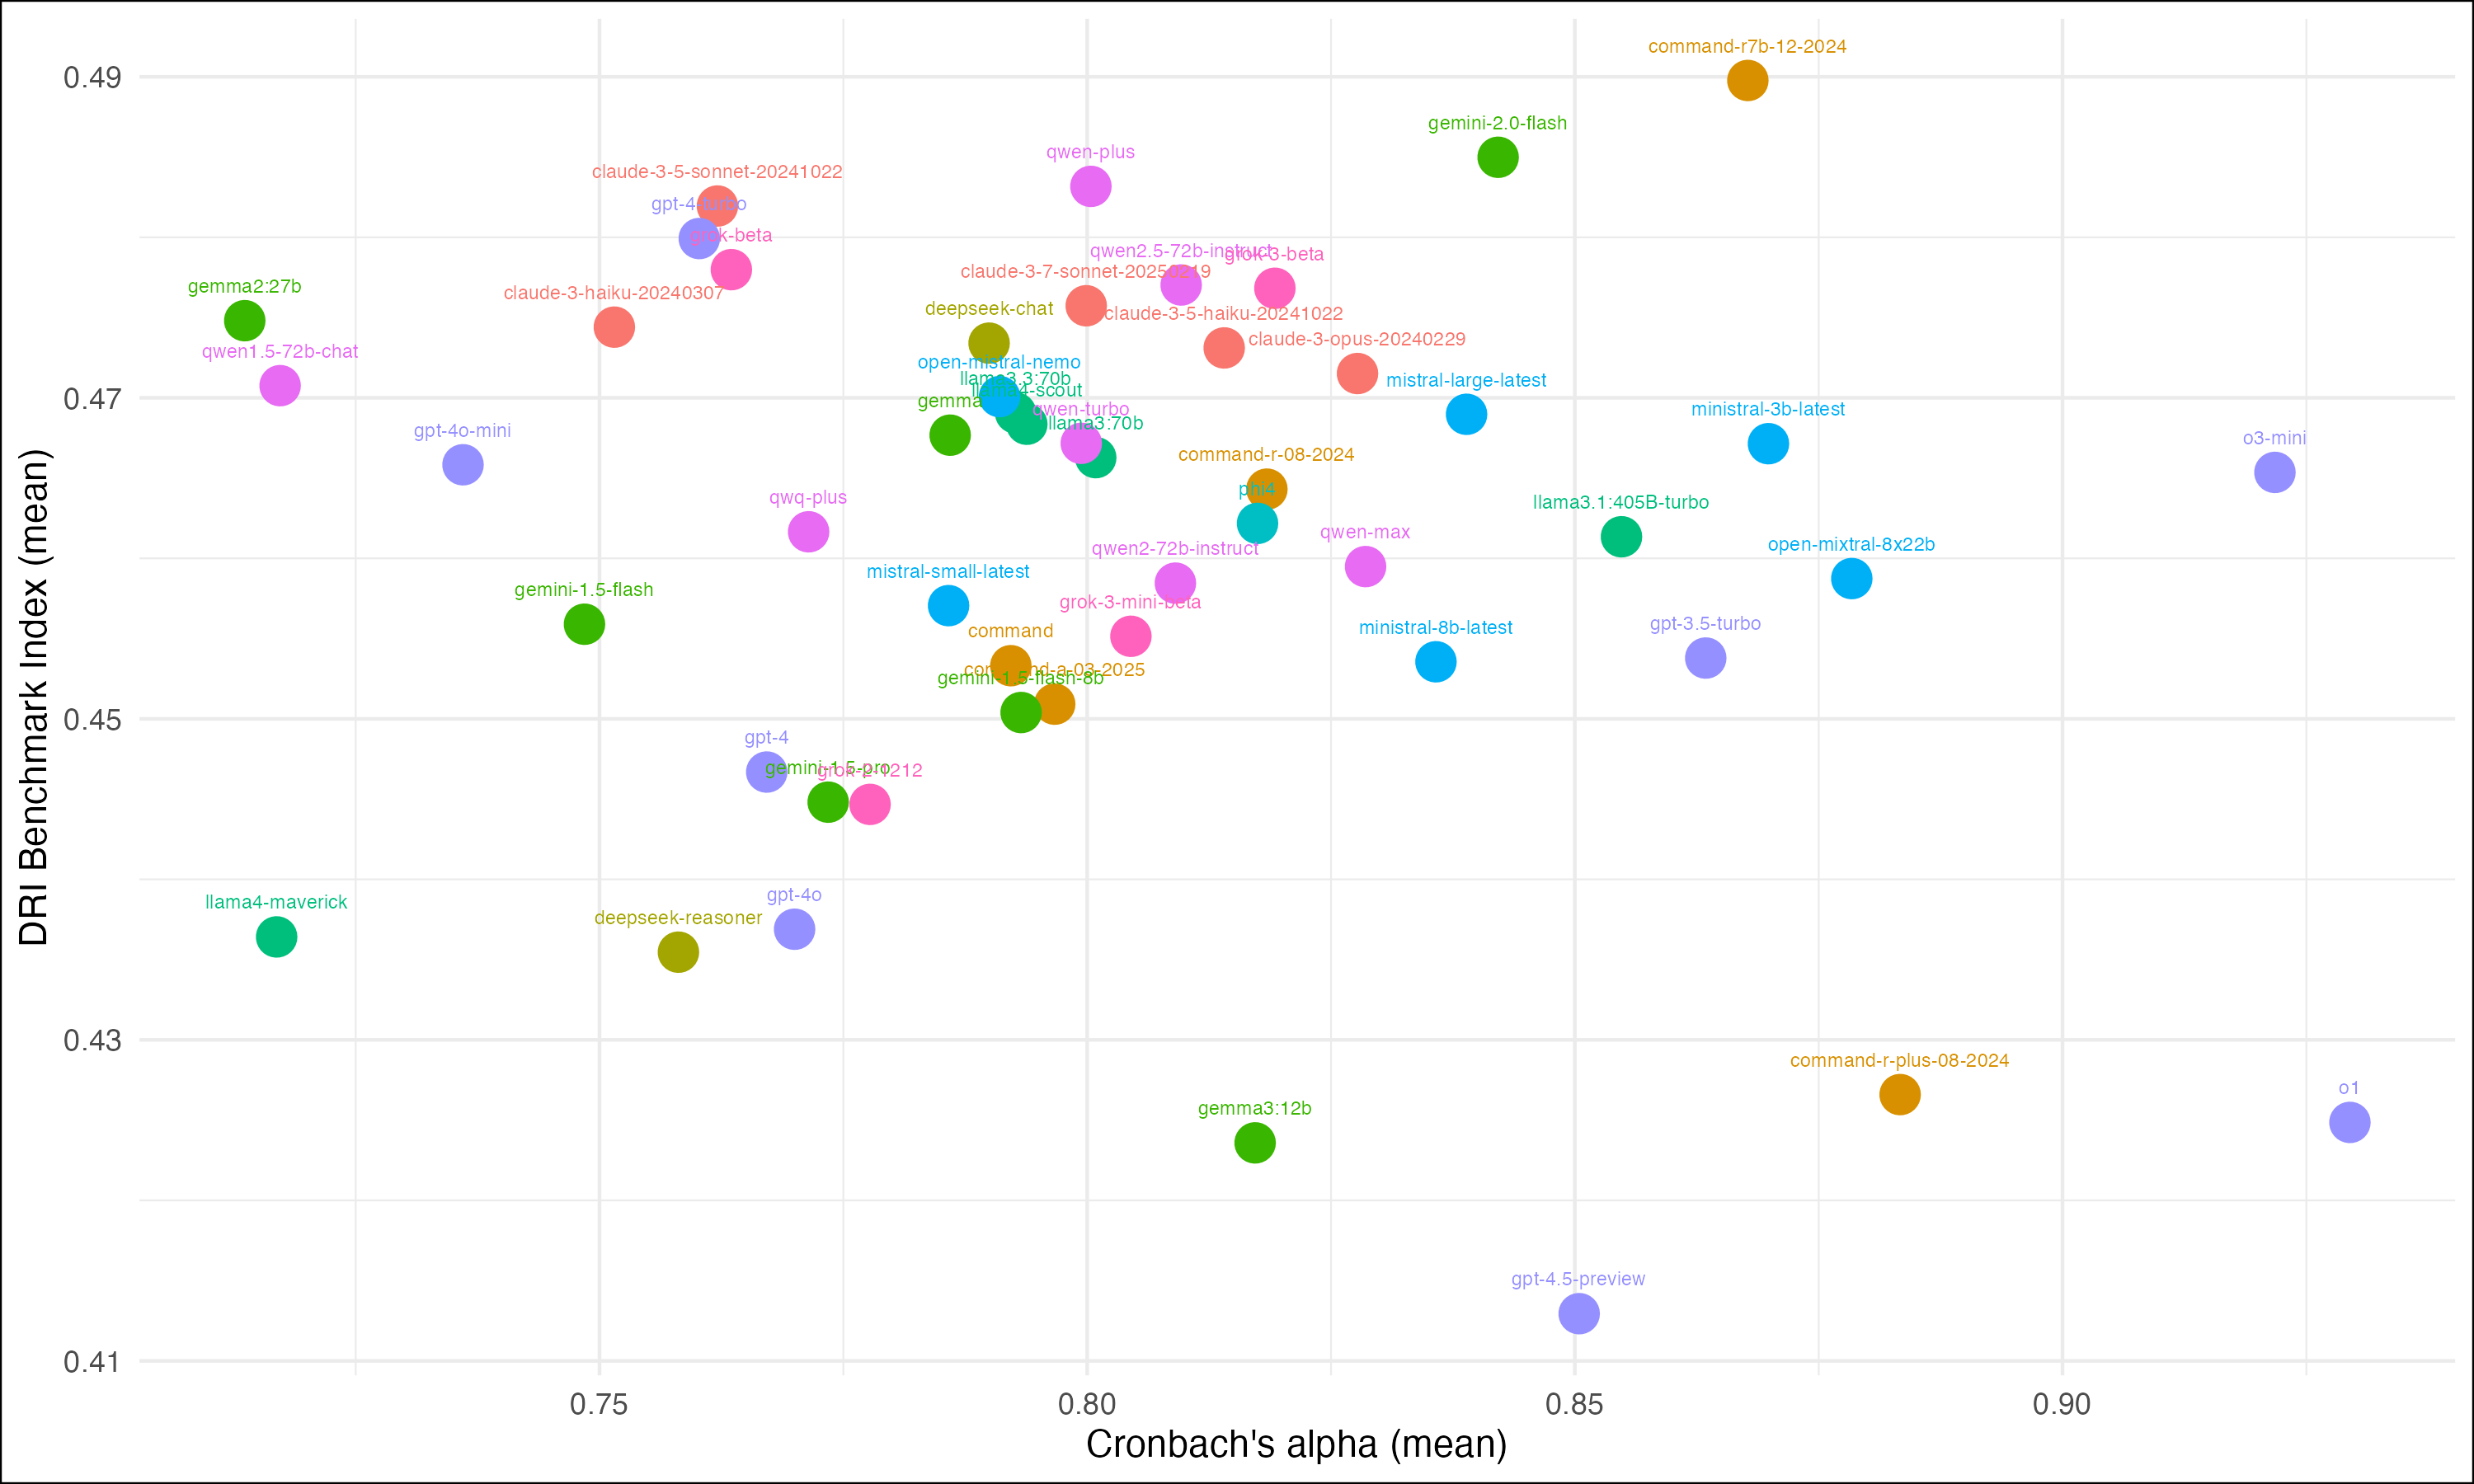 command-r7b-12-2024
0.49
gemini-2.0-flash
qwen-plus
claude-3-5-sonnet-20241022
gpt-4-turbo
grok-beta
qwen2.5-72b-instruct
grok-3-beta
claude-3-7-sonnet-20250219
gemma2:27b
claude-3-haiku-20240307
deepseek-chat
claude-3-5-haiku-20241022
claude-3-opus-20240229
qwen1.5-72b-chat
open-mistral-nemo
llama3.3:70b
mistral-large-latest
llama4-scout
0.47
gemma
qwen-turbo
ministral-3b-latest
llama3:70b
gpt-4o-mini
o3-mini
command-r-08-2024
phi4
qwq-plus
llama3.1:405B-turbo
qwen-max
qwen2-72b-instruct
open-mixtral-8x22b
mistral-small-latest
gemini-1.5-flash
grok-3-mini-beta
command
ministral-8b-latest
gpt-3.5-turbo
command-a-03-2025
gemini-1.5-flash-8b
0.45
gpt-4
gemini-1.5-pro
grok-2-1212
llama4-maverick
gpt-4o
deepseek-reasoner
0.43
command-r-plus-08-2024
o1
gemma3:12b
gpt-4.5-preview
0.41
0.75
0.80
0.85
0.90
Cronbach's alpha (mean)
DRI Benchmark Index (mean)